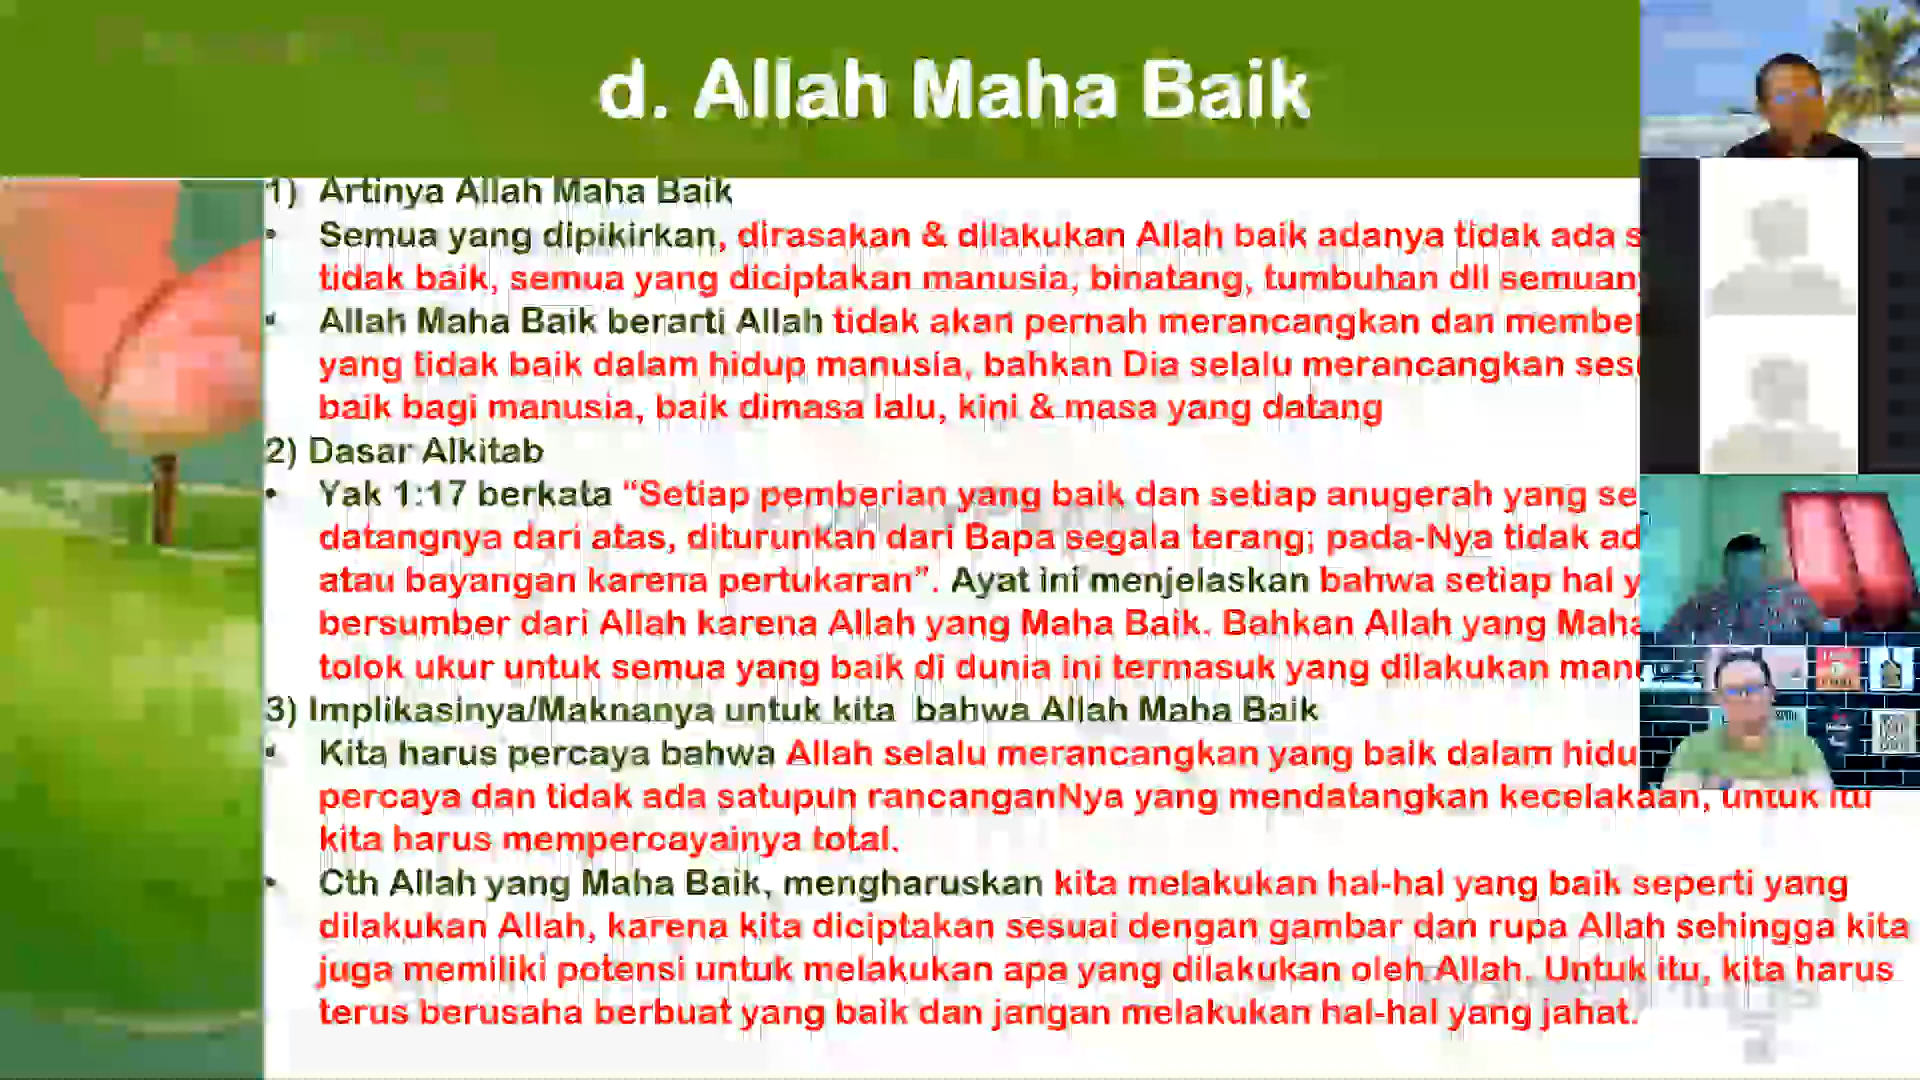 d. Allah Maha Baik
1) Artinya Allah Maha Baik
• Semua yang dipikirkan, dirasakan & dilakukan Allah baik adanya tidak ada s
tidak baik, semua yang diciptakan manusia, binatang, tumbuhan dll semuany
• Allah Maha Baik berarti Allah tidak akan pernah merancangkan dan member
yang tidak baik dalam hidup manusia, bahkan Dia selalu merancangkan sesu
baik bagi manusia, baik dimasa lalu, kini & masa yang datang
2) Dasar Alkitab
• Yak 1:17 berkata “Setiap pemberian yang baik dan setiap anugerah yang se
datangnya dari atas, diturunkan dari Bapa segala terang; pada-Nya tidak ad
atau bayangan karena pertukaran”. Ayat ini menjelaskan bahwa setiap hal y
bersumber dari Allah karena Allah yang Maha Baik. Bahkan Allah yang Maha
tolok ukur untuk semua yang baik di dunia ini termasuk yang dilakukan man
3) Implikasinya/Maknanya untuk kita bahwa Allah Maha Baik
• Kita harus percaya bahwa Allah selalu merancangkan yang baik dalam hidu
percaya dan tidak ada satupun rancanganNya yang mendatangkan kecelakaan, untuk itu
kita harus mempercayainya total.
• Cth Allah yang Maha Baik, mengharuskan kita melakukan hal-hal yang baik seperti yang
dilakukan Allah, karena kita diciptakan sesuai dengan gambar dan rupa Allah sehingga kita
juga memiliki potensi untuk melakukan apa yang dilakukan oleh Allah. Untuk itu, kita harus
terus berusaha berbuat yang baik dan jangan melakukan hal-hal yang jahat.